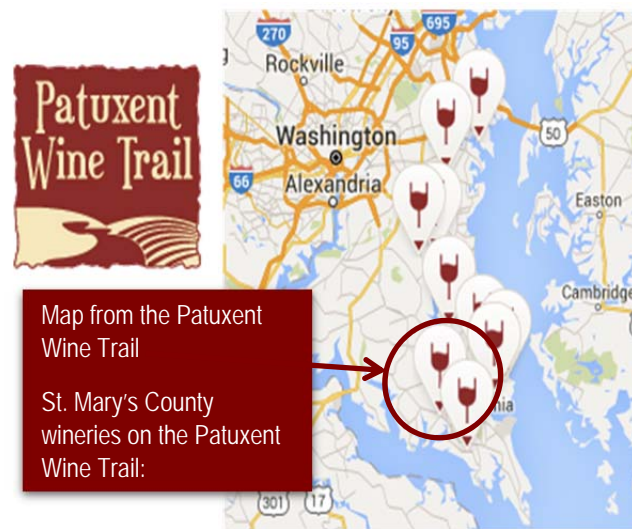 Patuxent
Wine Trail
270
95
695
Rockville
Washington
50
66
Alexandria
Easton
Cambridge
Map from the Patuxent
Wine Trail
St. Mary's County
wineries on the Patuxent
Wine Trail:
301
17